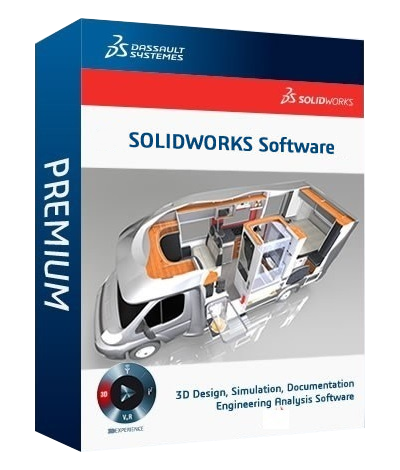 DASSAULT
SYSTEMES
SOLIDWORKS
SOLIDWORKS Software
PREMIUM
3D
V.R
3DEXPERIENCE
3D Design, Simulation, Documentation
Engineering Analysis Software